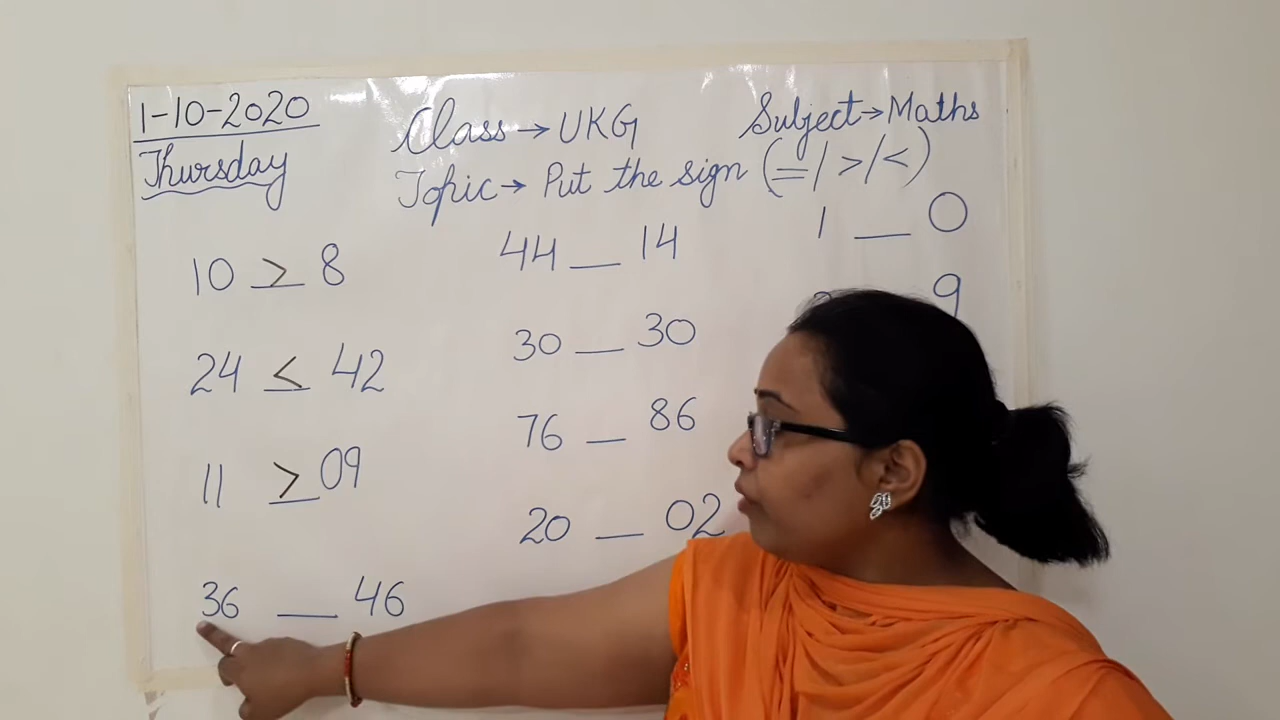 1-10-2020
Thursday
Class → UKG
Subject → Maths
Topic → Put the sign (= / > / <)
10 > 8
24 < 42
11 > 09
36 __ 46
44 __ 14
30 __ 30
76 __ 86
20 __ 02
1 __ 0
9